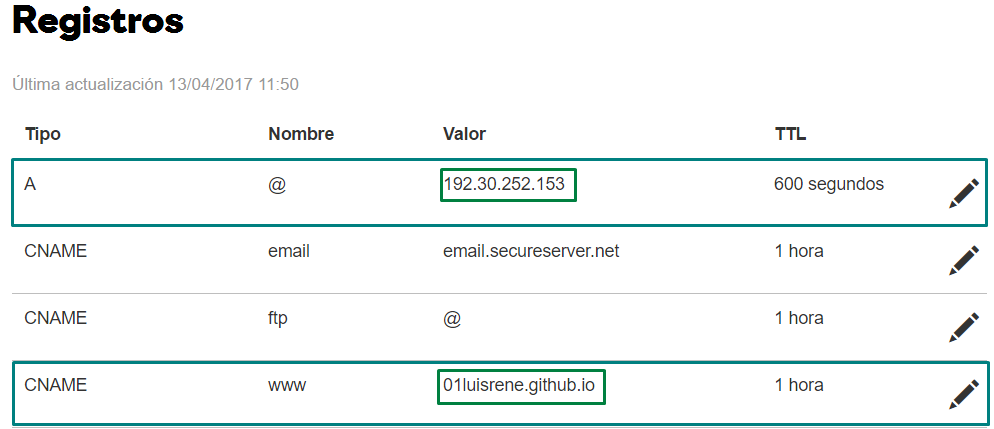 Registros
Última actualización 13/04/2017 11:50
Tipo Nombre Valor TTL
A @ 192.30.252.153 600 segundos
CNAME email email.secureserver.net 1 hora
CNAME ftp @ 1 hora
CNAME www 01luisrene.github.io 1 hora